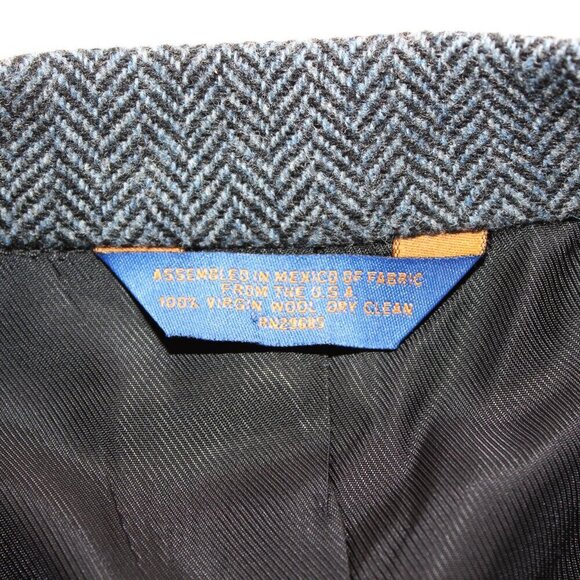 ASSEMBLED IN MEXICO OF FABRIC
FROM THE U.S.A
100% VIRGIN WOOL DRY CLEAN
RN29685